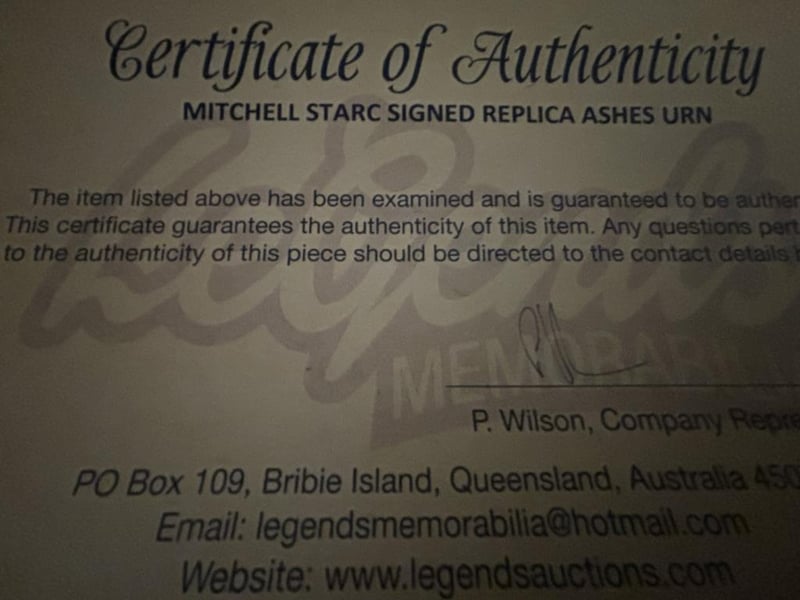 Certificate of Authenticity
MITCHELL STARC SIGNED REPLICA ASHES URN
The item listed above has been examined and is guaranteed to be
This certificate guarantees the authenticity of this item. Any questions
to the authenticity of this piece should be directed to the contact details
Legends
MEMORABILIA
P. Wilson, Company
PO Box 109, Bribie Island, Queensland, Australia
Email: legendsmemorabilia@hotmail.com
Website: www.legendsauctions.com